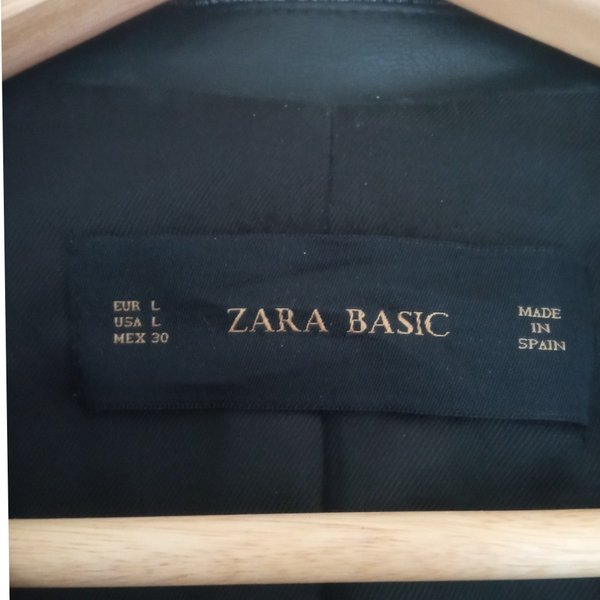 EUR L
USA L
MEX 30
ZARA BASIC
MADE
IN
SPAIN